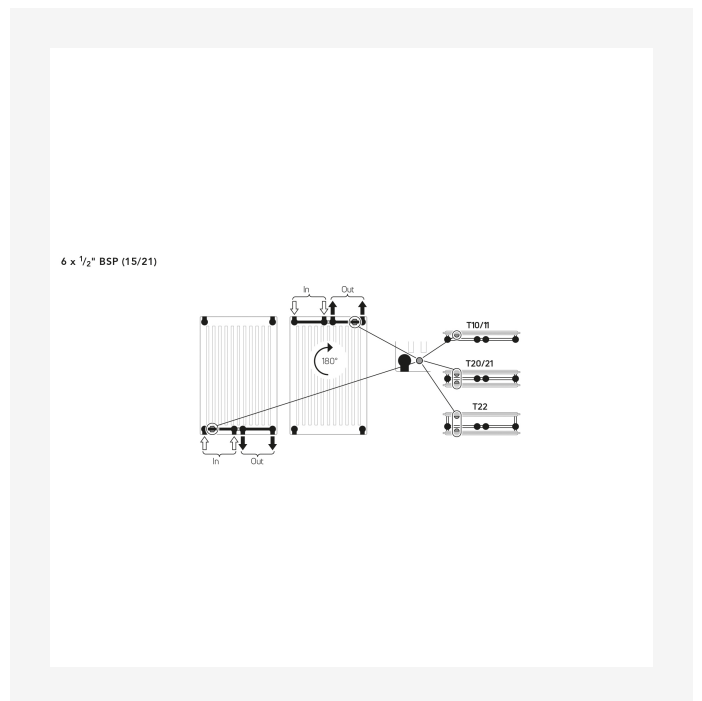 6 x 1/2" BSP (15/21)
In Out
T10/11
180°
T20/21
T22
In Out